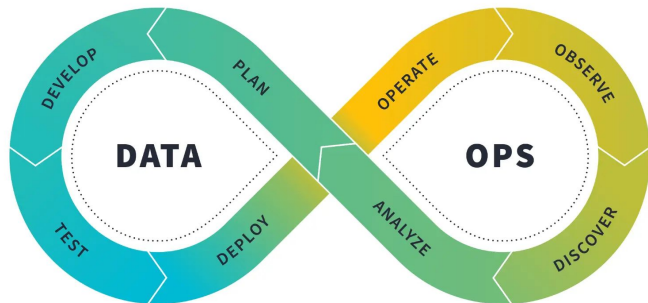 PLAN
DEVELOP
TEST
DEPLOY
OPERATE
OBSERVE
DISCOVER
ANALYZE
DATA
OPS